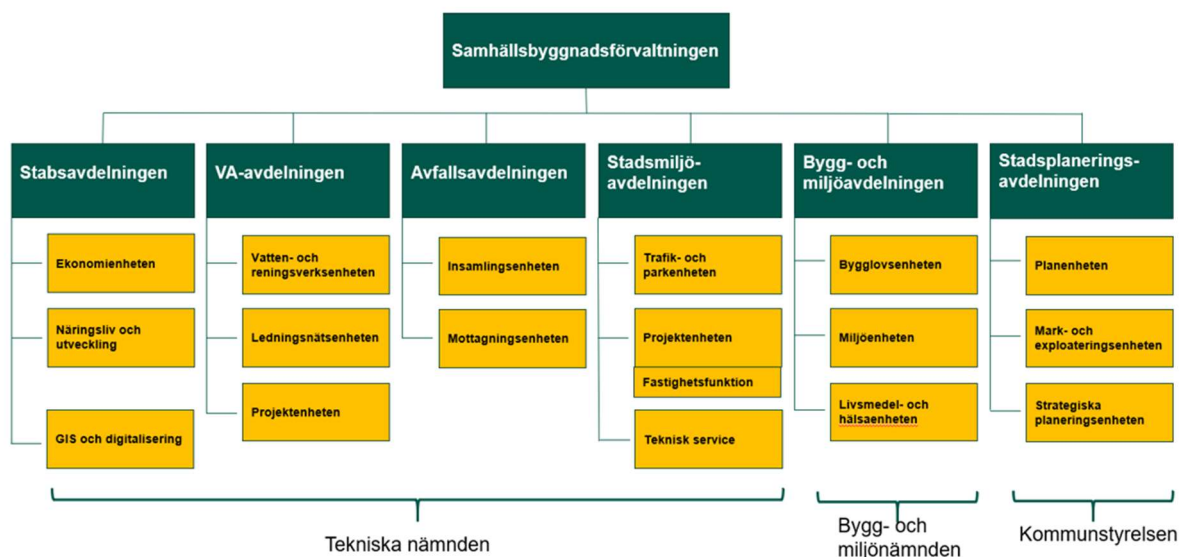 Samhällsbyggnadsförvaltningen
Stabsavdelningen
VA-avdelningen
Avfallsavdelningen
Stadsmiljö-
avdelningen
Bygg- och
miljöavdelningen
Stadsplanerings-
avdelningen
Ekonomienheten
Näringsliv och
utveckling
GIS och digitalisering
Vatten- och
reningsverksenheten
Ledningsnätsenheten
Projektenheten
Insamlingsenheten
Mottagningsenheten
Trafik- och
parkenheten
Projektenheten
Fastighetsfunktion
Teknisk service
Bygglovsenheten
Miljöenheten
Livsmedel- och
hälsaenheten
Planenheten
Mark- och
exploateringsenheten
Strategiska
planeringsenheten
Tekniska nämnden
Bygg- och
miljönämnden
Kommunstyrelsen